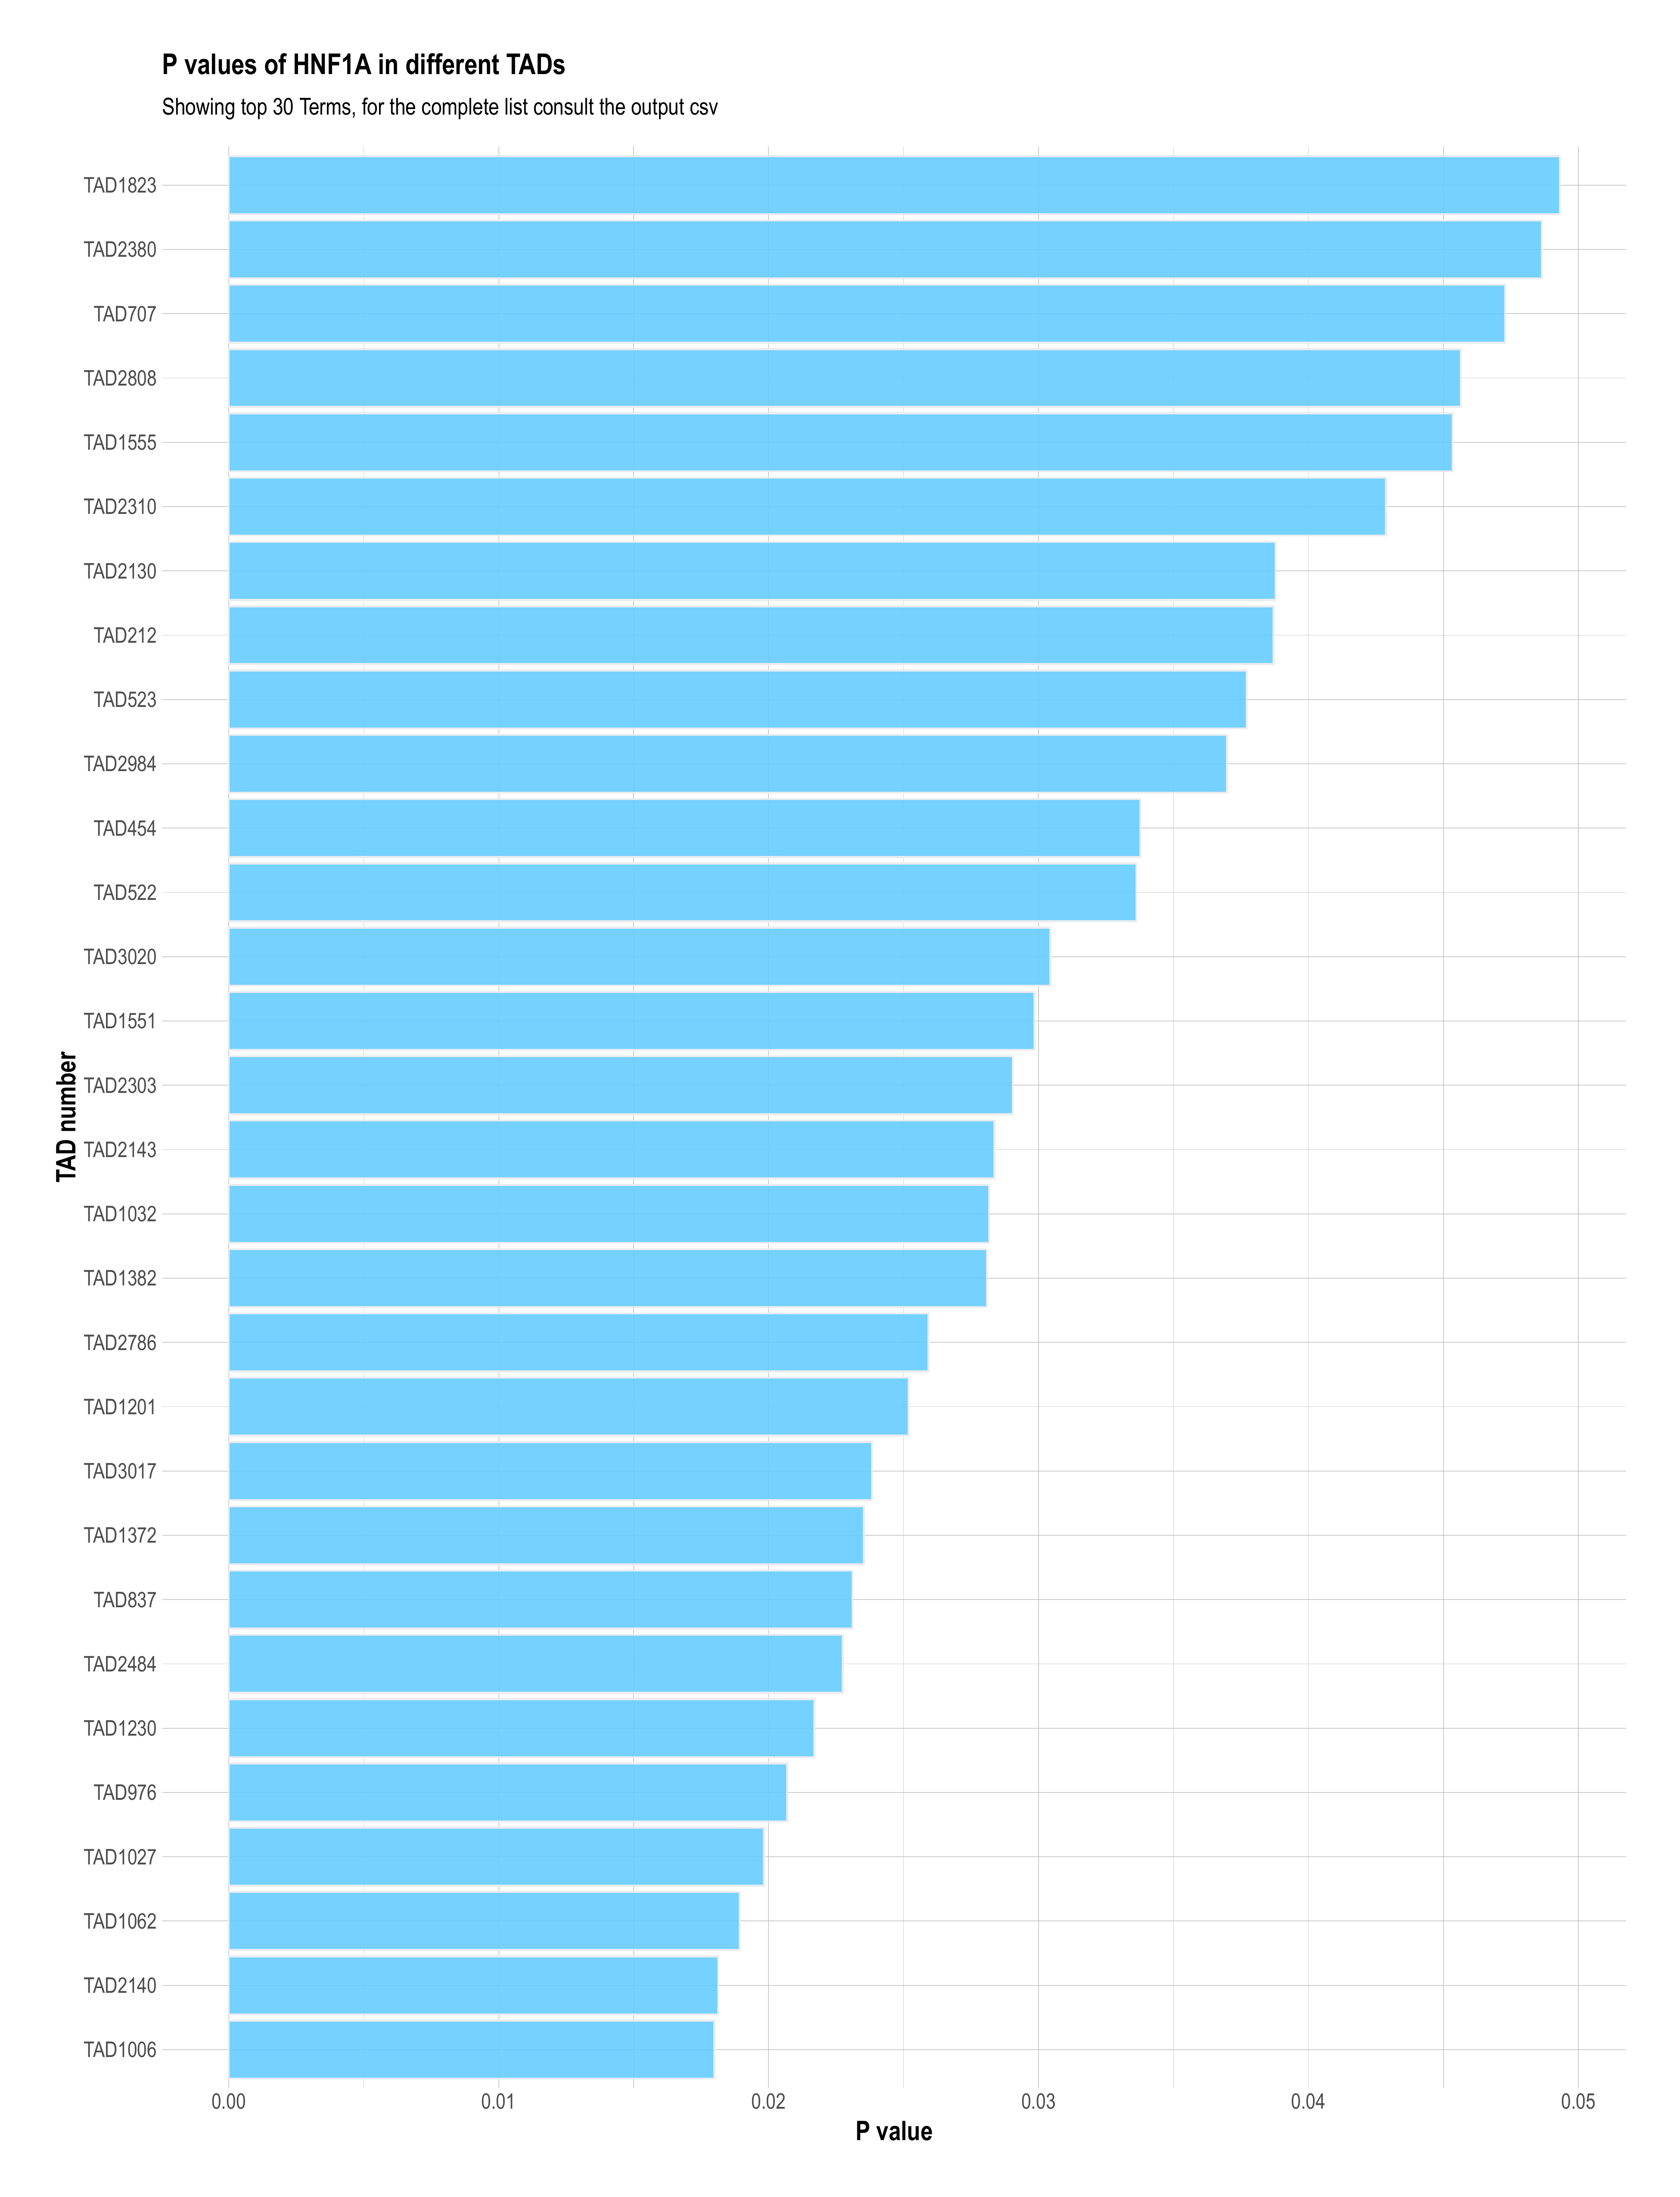 P values of HNF1A in different TADs
Showing top 30 Terms, for the complete list consult the output csv
TAD1823
TAD2380
TAD707
TAD2808
TAD1555
TAD2310
TAD2130
TAD212
TAD523
TAD2984
TAD454
TAD522
TAD3020
TAD1551
TAD2303
TAD2143
TAD1032
TAD1382
TAD2786
TAD1201
TAD3017
TAD1372
TAD837
TAD2484
TAD1230
TAD976
TAD1027
TAD1062
TAD2140
TAD1006
TAD number
0.00 0.01 0.02 0.03 0.04 0.05
P value